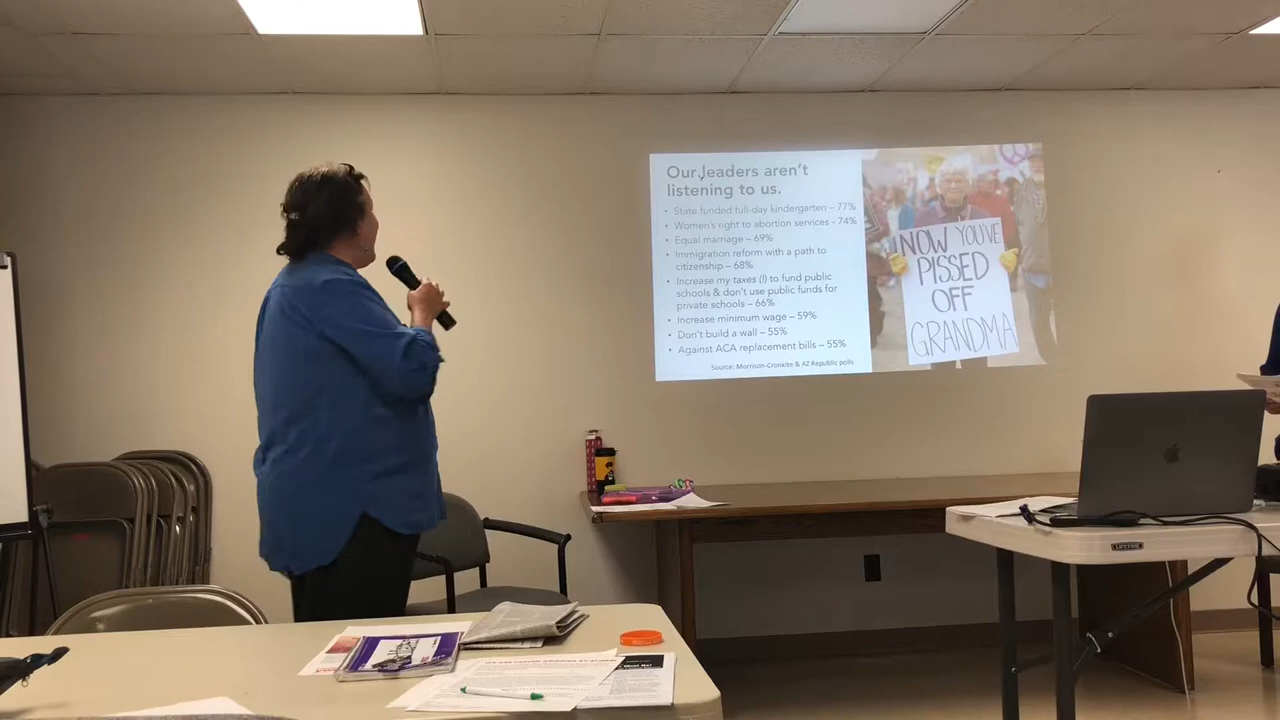 Our leaders aren't
listening to us.
• State funded full-day kindergarten – 77%
• Women's right to abortion services - 74%
• Equal marriage – 69%
• Immigration reform with a path to
citizenship – 68%
• Increase my taxes (!) to fund public
schools & don't use public funds for
private schools – 66%
• Increase minimum wage – 59%
• Don't build a wall – 55%
• Against ACA replacement bills – 55%
Source: Morrison-Cronkite & AZ Republic polls
NOW YOU'VE
PISSED
OFF
GRANDMA
LIFETIME